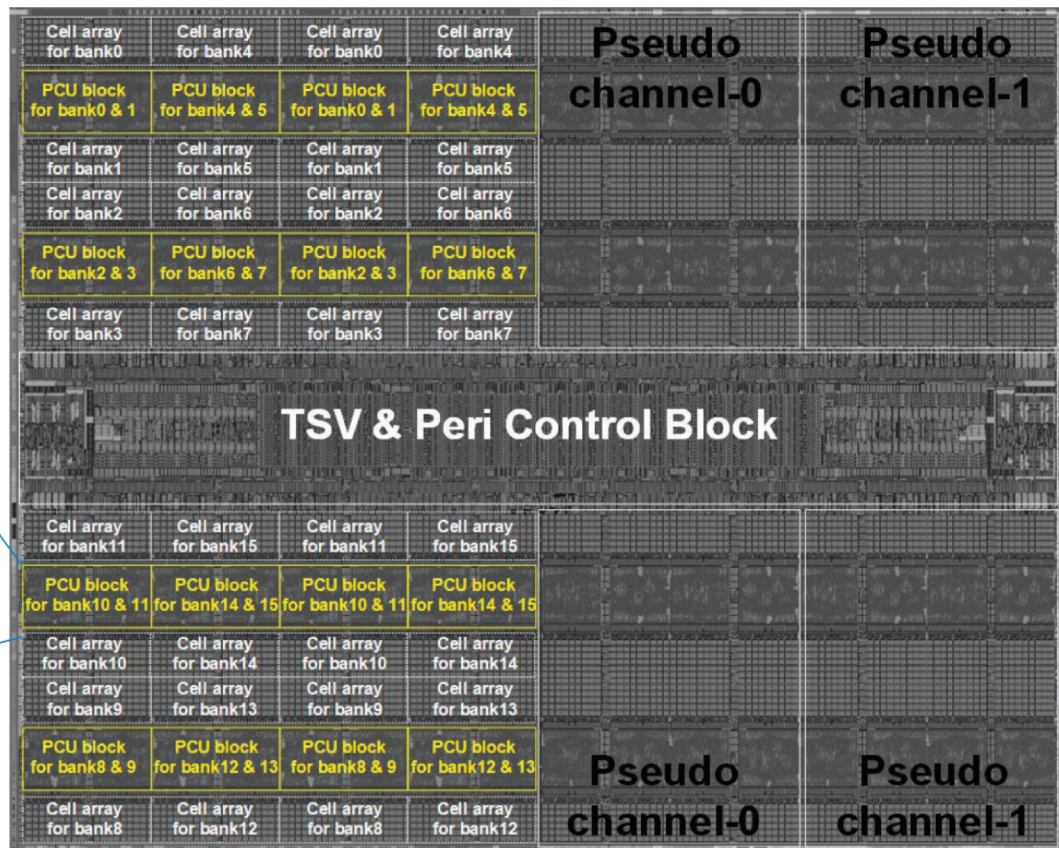 Cell array
for bank0
Cell array
for bank4
Cell array
for bank0
Cell array
for bank4
Pseudo
channel-0
Pseudo
channel-1
PCU block
for bank0 & 1
PCU block
for bank4 & 5
PCU block
for bank0 & 1
PCU block
for bank4 & 5
Cell array
for bank1
Cell array
for bank5
Cell array
for bank1
Cell array
for bank5
Cell array
for bank2
Cell array
for bank6
Cell array
for bank2
Cell array
for bank6
PCU block
for bank2 & 3
PCU block
for bank6 & 7
PCU block
for bank2 & 3
PCU block
for bank6 & 7
Cell array
for bank3
Cell array
for bank7
Cell array
for bank3
Cell array
for bank7
TSV & Peri Control Block
Cell array
for bank11
Cell array
for bank15
Cell array
for bank11
Cell array
for bank15
PCU block
for bank10 & 11
PCU block
for bank14 & 15
PCU block
for bank10 & 11
PCU block
for bank14 & 15
Cell array
for bank10
Cell array
for bank14
Cell array
for bank10
Cell array
for bank14
Cell array
for bank9
Cell array
for bank13
Cell array
for bank9
Cell array
for bank13
PCU block
for bank8 & 9
PCU block
for bank12 & 13
PCU block
for bank8 & 9
PCU block
for bank12 & 13
Pseudo
channel-0
Pseudo
channel-1
Cell array
for bank8
Cell array
for bank12
Cell array
for bank8
Cell array
for bank12